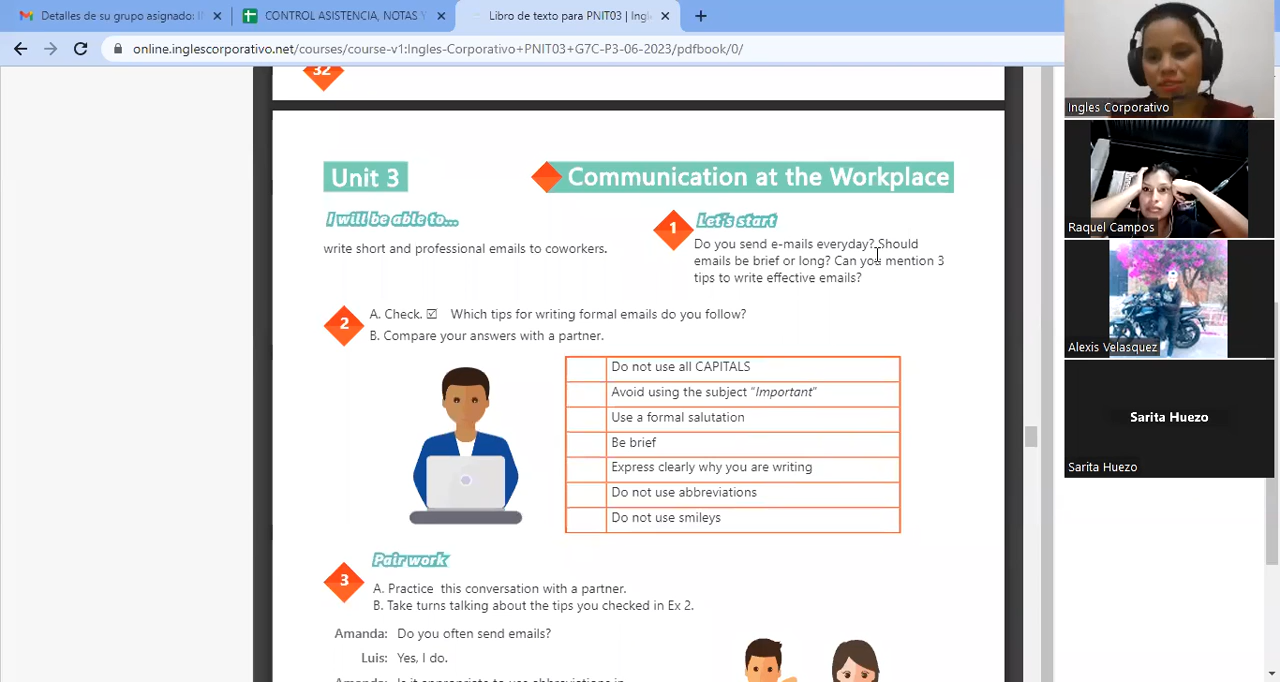 Detalles de su grupo asignado: I
CONTROL ASISTENCIA, NOTAS Y
Libro de texto para PNIT03 | Ingl
online.inglescorporativo.net/courses/course-v1:Ingles-Corporativo+PNIT03+G7C-P3-06-2023/pdfbook/0/
32
Unit 3
Communication at the Workplace
I will be able to...
write short and professional emails to coworkers.
1
Let's start
Do you send e-mails everyday? Should
emails be brief or long? Can you mention 3
tips to write effective emails?
2
A. Check. ☑ Which tips for writing formal emails do you follow?
B. Compare your answers with a partner.
Do not use all CAPITALS
Avoid using the subject "Important"
Use a formal salutation
Be brief
Express clearly why you are writing
Do not use abbreviations
Do not use smileys
3
Pair work
A. Practice this conversation with a partner.
B. Take turns talking about the tips you checked in Ex 2.
Amanda: Do you often send emails?
Luis: Yes, I do.
Amanda: Is it appropriate to use abbreviations in
Ingles Corporativo
Raquel Campos
Alexis Velasquez
Sarita Huezo
Sarita Huezo